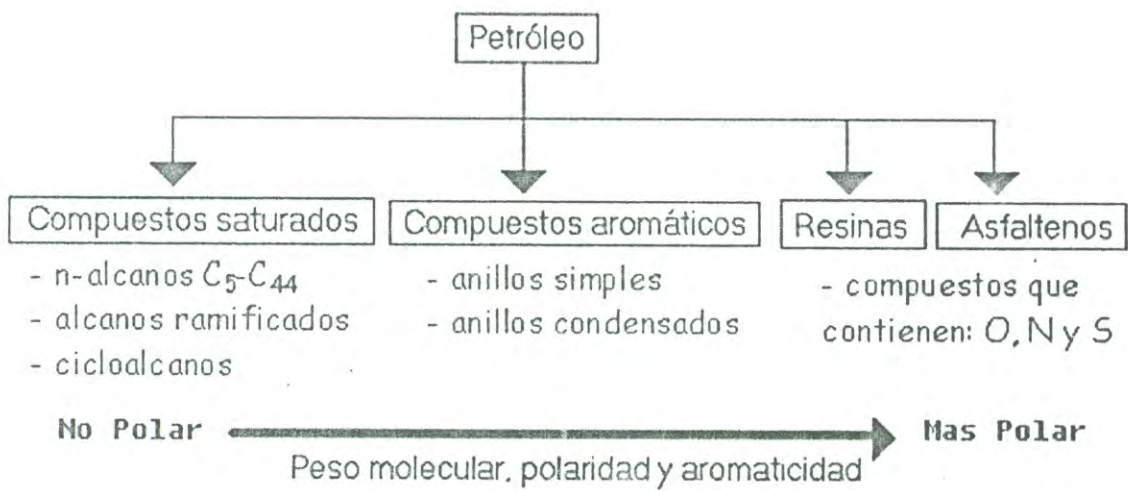 Petróleo
Compuestos saturados
- n-alcanos C5-C44
- alcanos ramificados
- cicloalcanos
Compuestos aromáticos
- anillos simples
- anillos condensados
Resinas
Asfaltenos
- compuestos que
contienen: O, N y S
No Polar
Mas Polar
Peso molecular, polaridad y aromaticidad